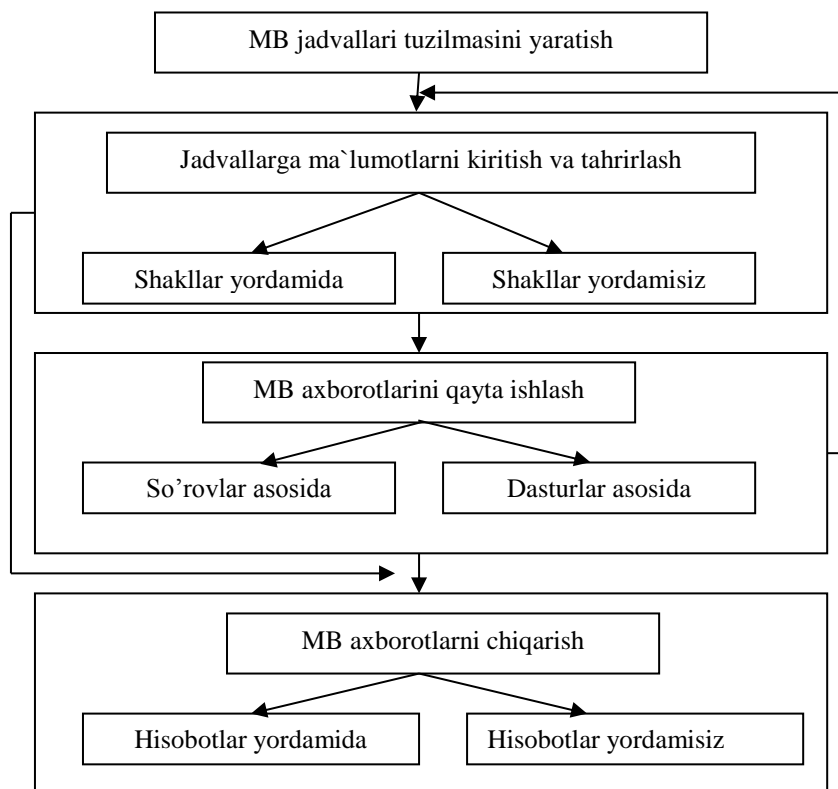 MB jadvallari tuzilmasini yaratish
Jadvallarga ma`lumotlarni kiritish va tahrirlash
Shakllar yordamida
Shakllar yordamisiz
MB axborotlarini qayta ishlash
So’rovlar asosida
Dasturlar asosida
MB axborotlarni chiqarish
Hisobotlar yordamida
Hisobotlar yordamisiz